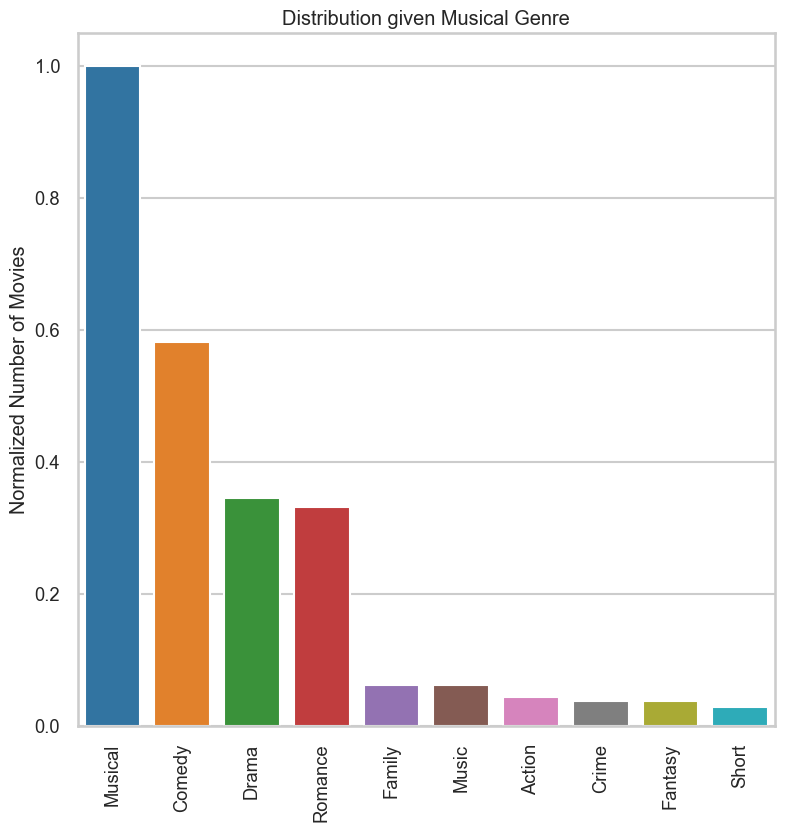 Distribution given Musical Genre
Normalized Number of Movies
1.0
0.8
0.6
0.4
0.2
0.0
Musical
Comedy
Drama
Romance
Family
Music
Action
Crime
Fantasy
Short